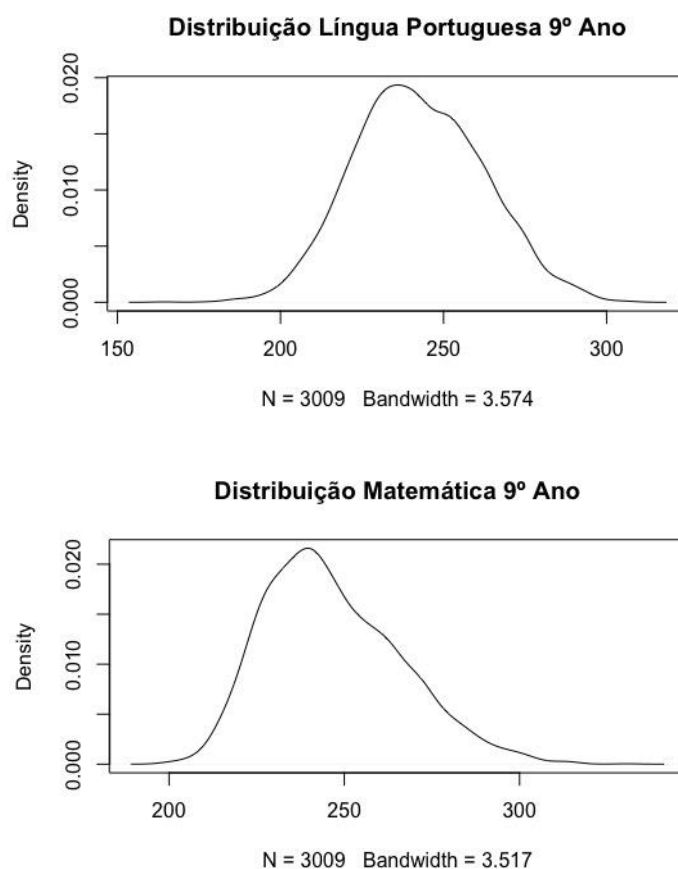 Distribuição Língua Portuguesa 9º Ano
0.020
0.010
0.000
Density
150 200 250 300
N = 3009 Bandwidth = 3.574
Distribuição Matemática 9º Ano
0.020
0.010
0.000
Density
200 250 300
N = 3009 Bandwidth = 3.517